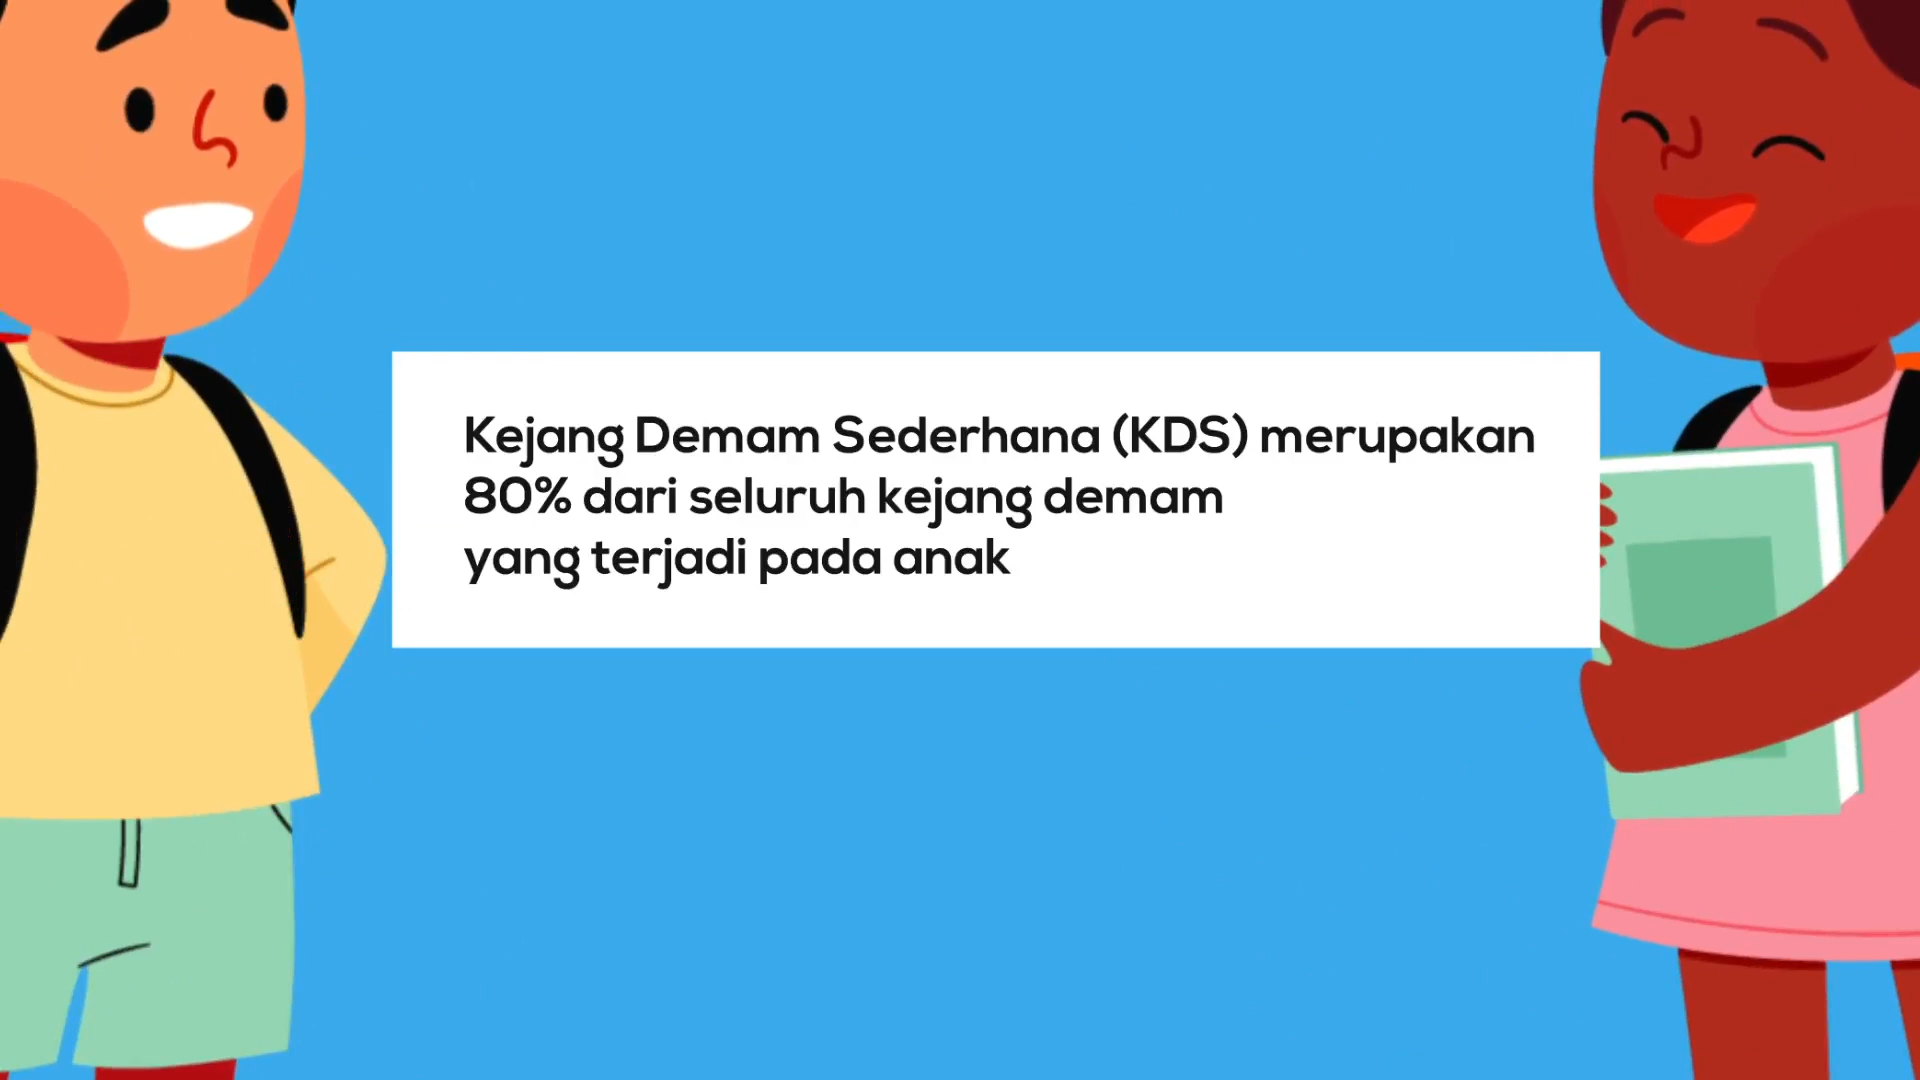 Kejang Demam Sederhana (KDS) merupakan
80% dari seluruh kejang demam
yang terjadi pada anak